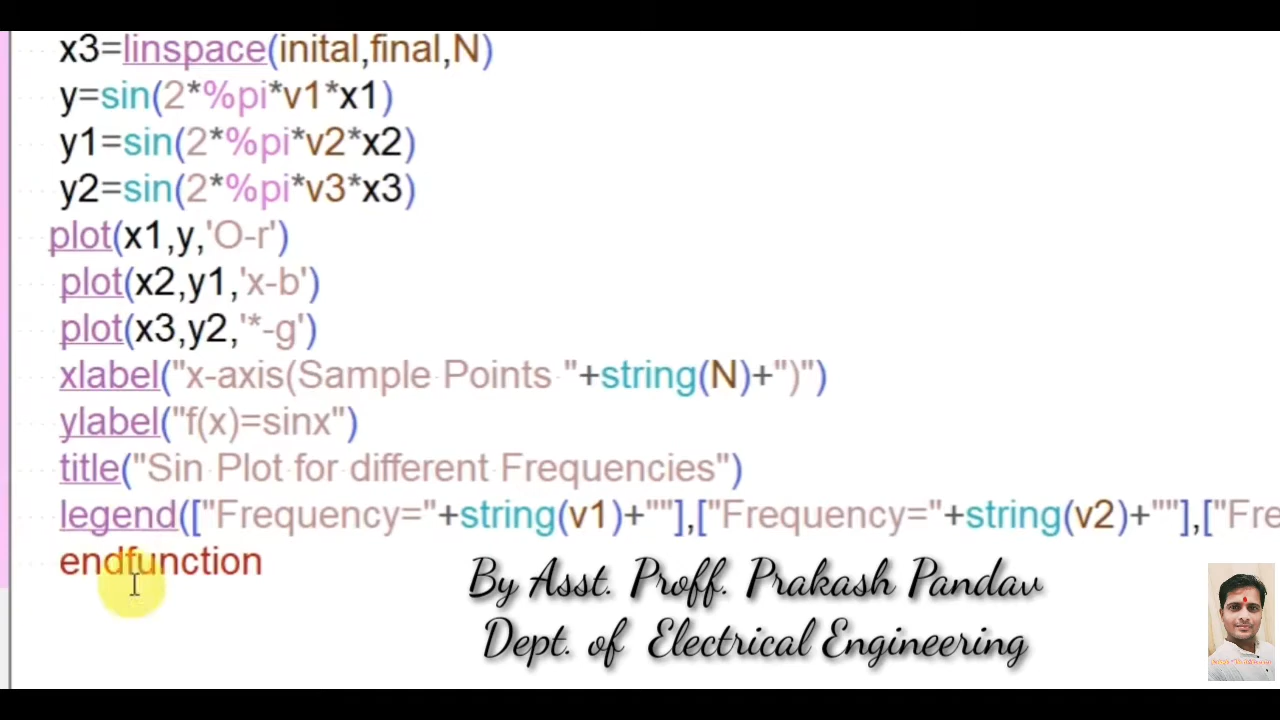 x3=linspace(inital,final,N)
y=sin(2*%pi*v1*x1)
y1=sin(2*%pi*v2*x2)
y2=sin(2*%pi*v3*x3)
plot(x1,y,'O-r')
plot(x2,y1,'x-b')
plot(x3,y2,'*-g')
xlabel("x-axis(Sample Points "+string(N)+")")
ylabel("f(x)=sinx")
title("Sin Plot for different Frequencies")
legend(["Frequency="+string(v1)+""],["Frequency="+string(v2)+""],["Fre
endfunction
By Asst. Proff. Prakash Pandav
Dept. of Electrical Engineering